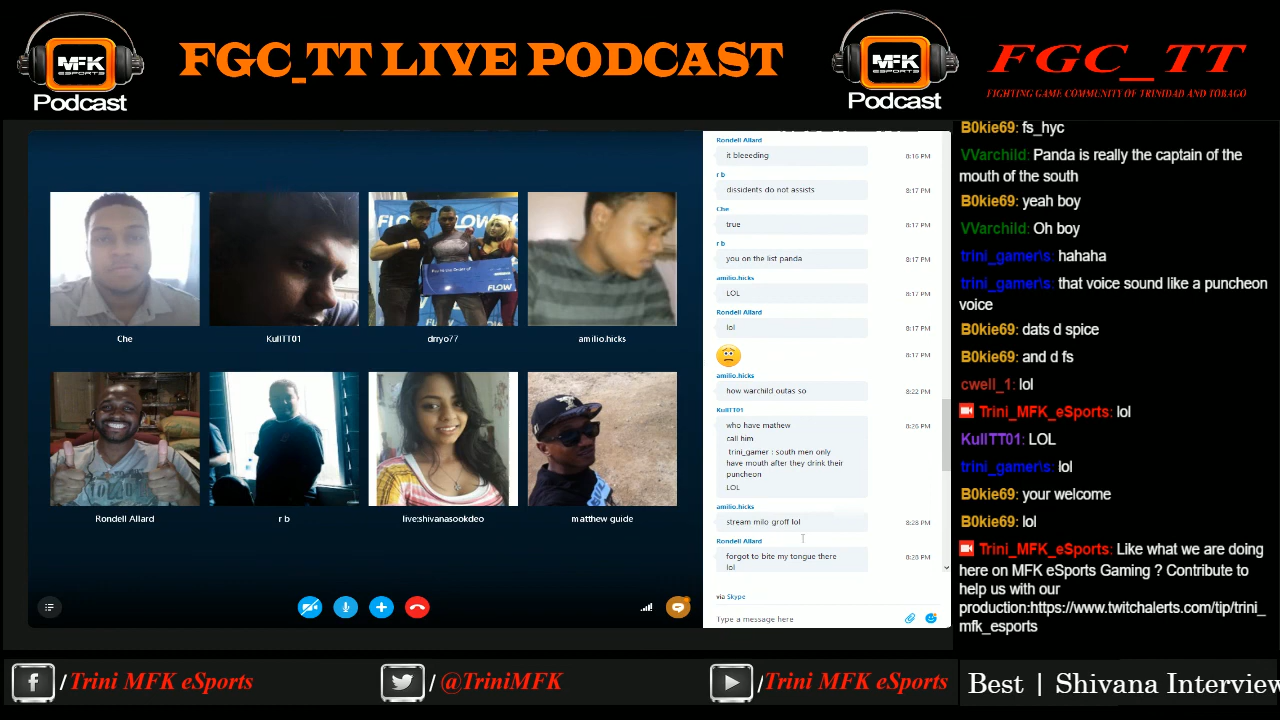 MFK
ESPORTS
Podcast
FGC_TT LIVE PODCAST
MFK
ESPORTS
Podcast
FGC_TT
FIGHTING GAME COMMUNITY OF TRINIDAD AND TOBAGO
FLOW
FLOW
Che
KullTT01
drryo77
amilio.hicks
Rondell Allard
r b
live:shivanasookdeo
matthew guide
Rondell Allard
it bleeeding 8:16 PM
r b
dissidents do not assists 8:17 PM
Che
true 8:17 PM
r b
you on the list panda 8:17 PM
amilio.hicks
LOL 8:17 PM
Rondell Allard
lol 8:17 PM
8:17 PM
amilio.hicks
how warchild outas so 8:22 PM
KullTT01
who have mathew 8:26 PM
call him
trini_gamer : south men only
have mouth after they drink their
puncheon
LOL
amilio.hicks
stream milo groff lol 8:28 PM
Rondell Allard
forgot to bite my tongue there 8:28 PM
lol
via Skype
Type a message here
B0kie69: fs_hyc
VVarchild: Panda is really the captain of the
mouth of the south
B0kie69: yeah boy
VVarchild: Oh boy
trini_gamer\s: hahaha
trini_gamer\s: that voice sound like a puncheon
voice
B0kie69: dats d spice
B0kie69: and d fs
cwell_1: lol
Trini_MFK_eSports: lol
KullTT01: LOL
trini_gamer\s: lol
B0kie69: your welcome
B0kie69: lol
Trini_MFK_eSports: Like what we are doing
here on MFK eSports Gaming ? Contribute to
help us with our
production:https://www.twitchalerts.com/tip/trini_
mfk_esports
/Trini MFK eSports
/ @TriniMFK
/Trini MFK eSports
Best | Shivana Interview